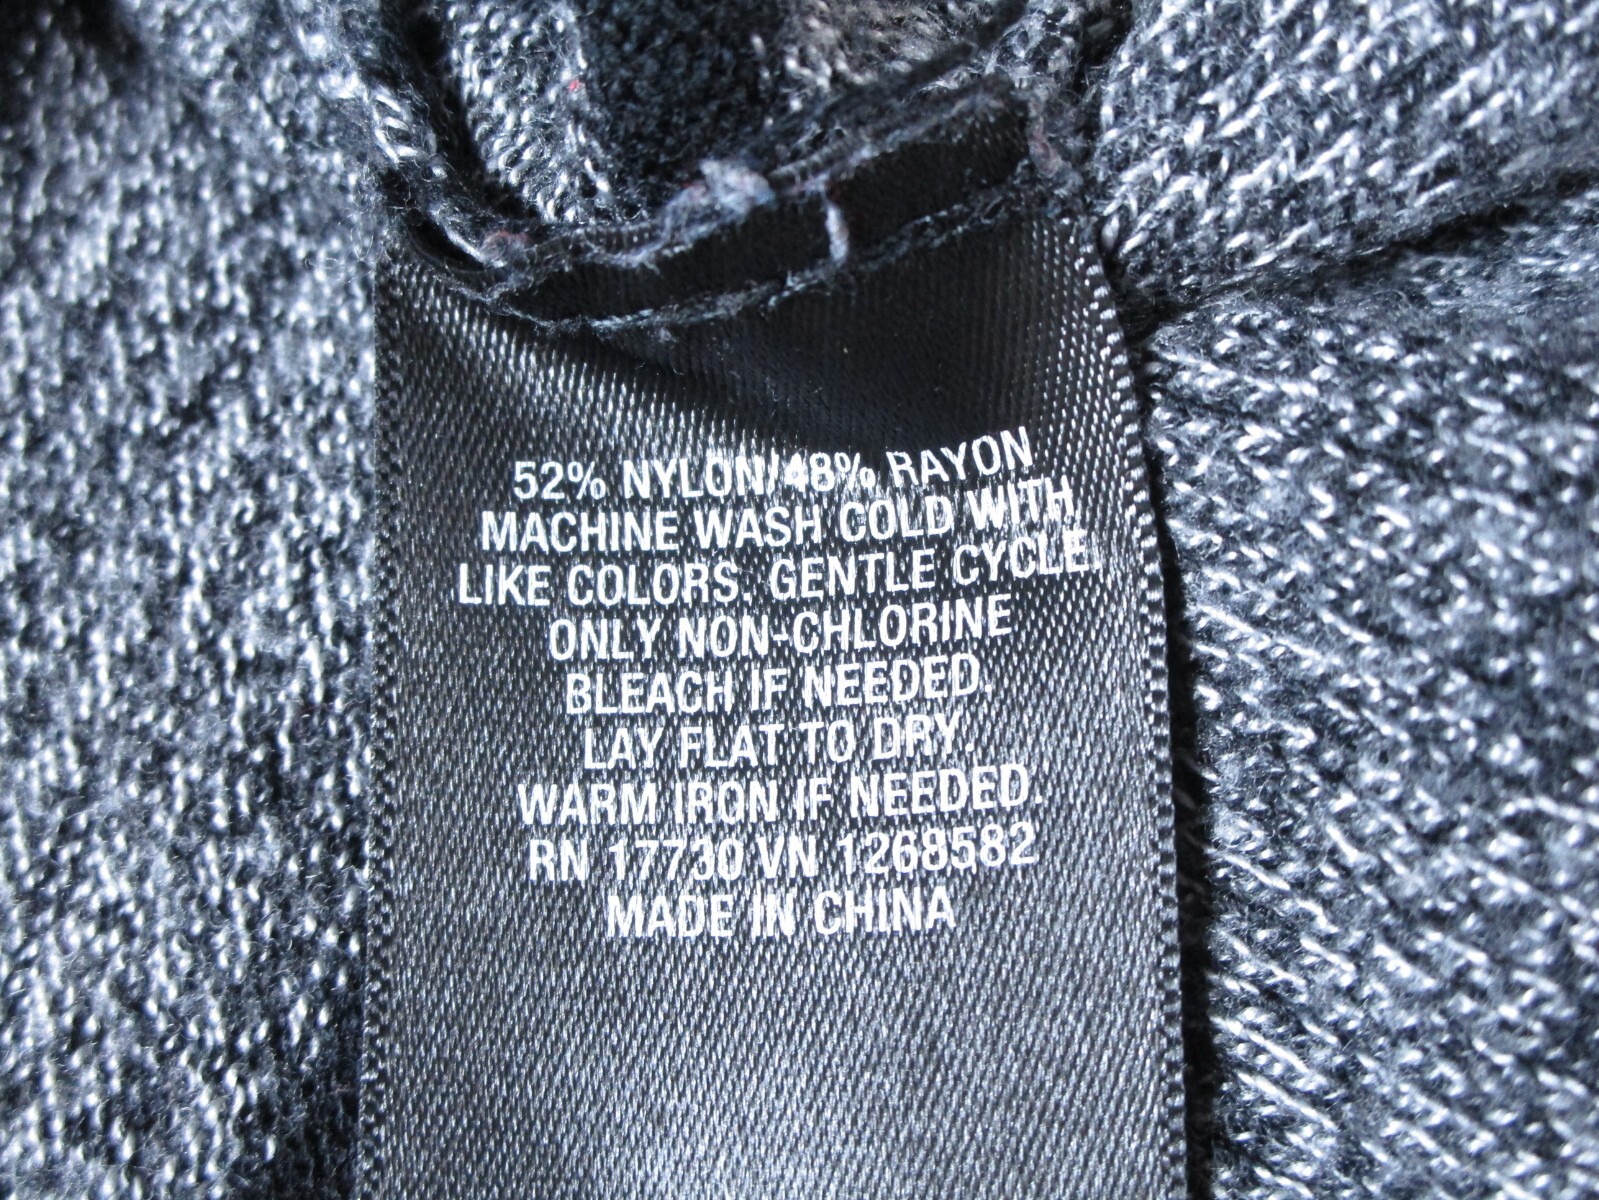 52% NYLON/48% RAYON
MACHINE WASH COLD WITH
LIKE COLORS. GENTLE CYCLE.
ONLY NON-CHLORINE
BLEACH IF NEEDED.
LAY FLAT TO DRY.
WARM IRON IF NEEDED.
RN 17730 VN 1268582
MADE IN CHINA